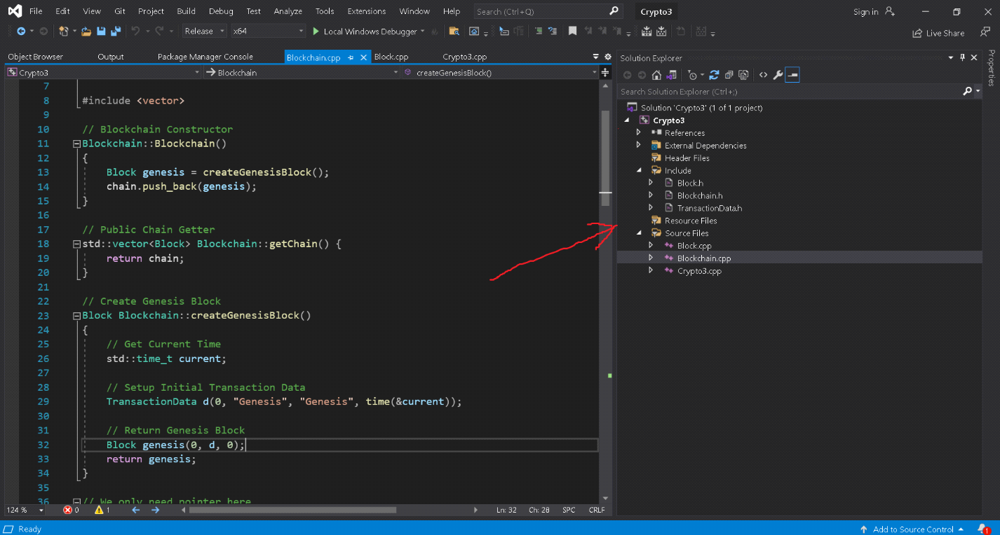 File Edit View Git Project Build Debug Test Analyze Tools Extensions Window Help Search (Ctrl+Q) Crypto3 Sign in
Release x64 Local Windows Debugger Live Share
Object Browser Output Package Manager Console Blockchain.cpp Block.cpp Crypto3.cpp
Crypto3 Blockchain createGenesisBlock()
7
8 #include <vector>
9
10 // Blockchain Constructor
11 Blockchain::Blockchain()
12 {
13 Block genesis = createGenesisBlock();
14 chain.push_back(genesis);
15 }
16
17 // Public Chain Getter
18 std::vector<Block> Blockchain::getChain() {
19 return chain;
20 }
21
22 // Create Genesis Block
23 Block Blockchain::createGenesisBlock()
24 {
25 // Get Current Time
26 std::time_t current;
27
28 // Setup Initial Transaction Data
29 TransactionData d(0, "Genesis", "Genesis", time(&current));
30
31 // Return Genesis Block
32 Block genesis(0, d, 0);
33 return genesis;
34 }
35
36 // We only need pointer here
124 % 0 1 Ln: 32 Ch: 28 SPC CRLF
Solution Explorer
Search Solution Explorer (Ctrl+;)
Solution 'Crypto3' (1 of 1 project)
Crypto3
References
External Dependencies
Header Files
Include
Block.h
Blockchain.h
TransactionData.h
Resource Files
Source Files
Block.cpp
Blockchain.cpp
Crypto3.cpp
Properties
Ready Add to Source Control 1